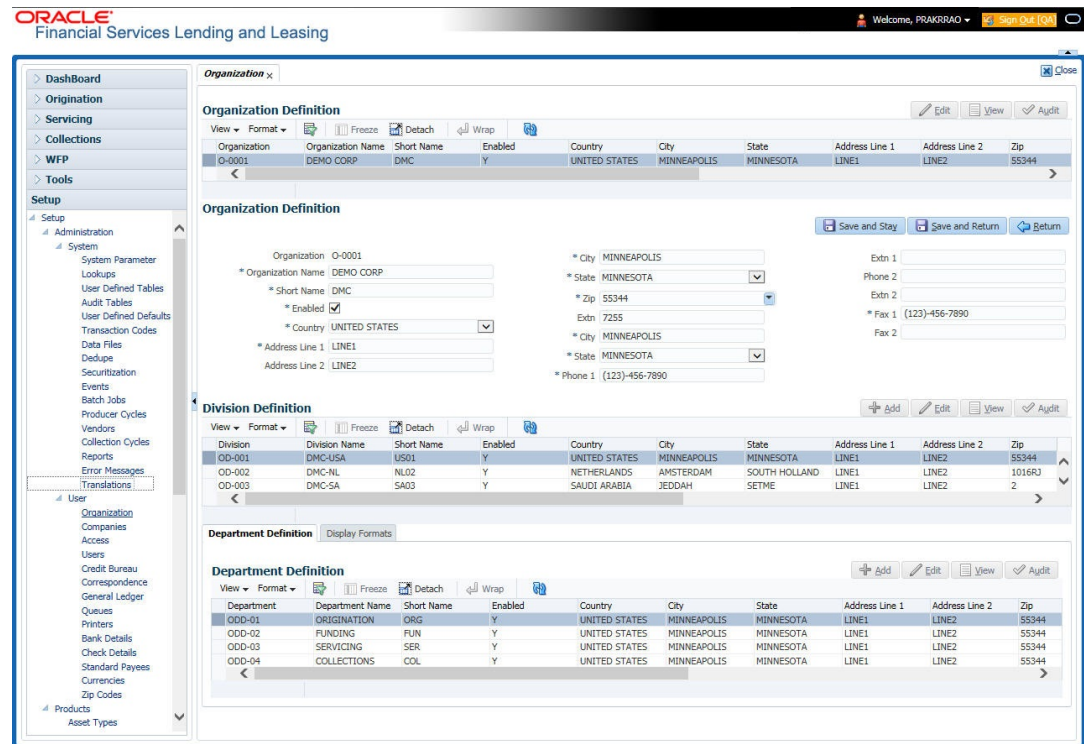 ORACLE®
Financial Services Lending and Leasing
Welcome, PRAKRRAO
Sign Out [QA]
DashBoard
Origination
Servicing
Collections
WFP
Tools
Setup
Setup
Administration
System
System Parameter
Lookups
User Defined Tables
Audit Tables
User Defined Defaults
Transaction Codes
Data Files
Dedupe
Securitization
Events
Batch Jobs
Producer Cycles
Vendors
Collection Cycles
Reports
Error Messages
Translations
User
Organization
Companies
Access
Users
Credit Bureau
Correspondence
General Ledger
Queues
Printers
Bank Details
Check Details
Standard Payees
Currencies
Zip Codes
Products
Asset Types
Organization x
Close
Organization Definition
Edit View Audit
View Format Freeze Detach Wrap
Organization Organization Name Short Name Enabled Country City State Address Line 1 Address Line 2 Zip
O-0001 DEMO CORP DMC Y UNITED STATES MINNEAPOLIS MINNESOTA LINE1 LINE2 55344
Organization Definition
Save and Stay Save and Return Return
Organization O-0001
* Organization Name DEMO CORP
* Short Name DMC
* Enabled
* Country UNITED STATES
* Address Line 1 LINE1
Address Line 2 LINE2
* City MINNEAPOLIS
* State MINNESOTA
* Zip 55344
Extn 7255
* City MINNEAPOLIS
* State MINNESOTA
* Phone 1 (123)-456-7890
Extn 1
Phone 2
Extn 2
* Fax 1 (123)-456-7890
Fax 2
Division Definition
Add Edit View Audit
View Format Freeze Detach Wrap
Division Division Name Short Name Enabled Country City State Address Line 1 Address Line 2 Zip
OD-001 DMC-USA US01 Y UNITED STATES MINNEAPOLIS MINNESOTA LINE1 LINE2 55344
OD-002 DMC-NL NL02 Y NETHERLANDS AMSTERDAM SOUTH HOLLAND LINE1 LINE2 1016RJ
OD-003 DMC-SA SA03 Y SAUDI ARABIA JEDDAH SETME LINE1 LINE2 2
Department Definition Display Formats
Department Definition
Add Edit View Audit
View Format Freeze Detach Wrap
Department Department Name Short Name Enabled Country City State Address Line 1 Address Line 2 Zip
ODD-01 ORIGINATION ORG Y UNITED STATES MINNEAPOLIS MINNESOTA LINE1 LINE2 55344
ODD-02 FUNDING FUN Y UNITED STATES MINNEAPOLIS MINNESOTA LINE1 LINE2 55344
ODD-03 SERVICING SER Y UNITED STATES MINNEAPOLIS MINNESOTA LINE1 LINE2 55344
ODD-04 COLLECTIONS COL Y UNITED STATES MINNEAPOLIS MINNESOTA LINE1 LINE2 55344